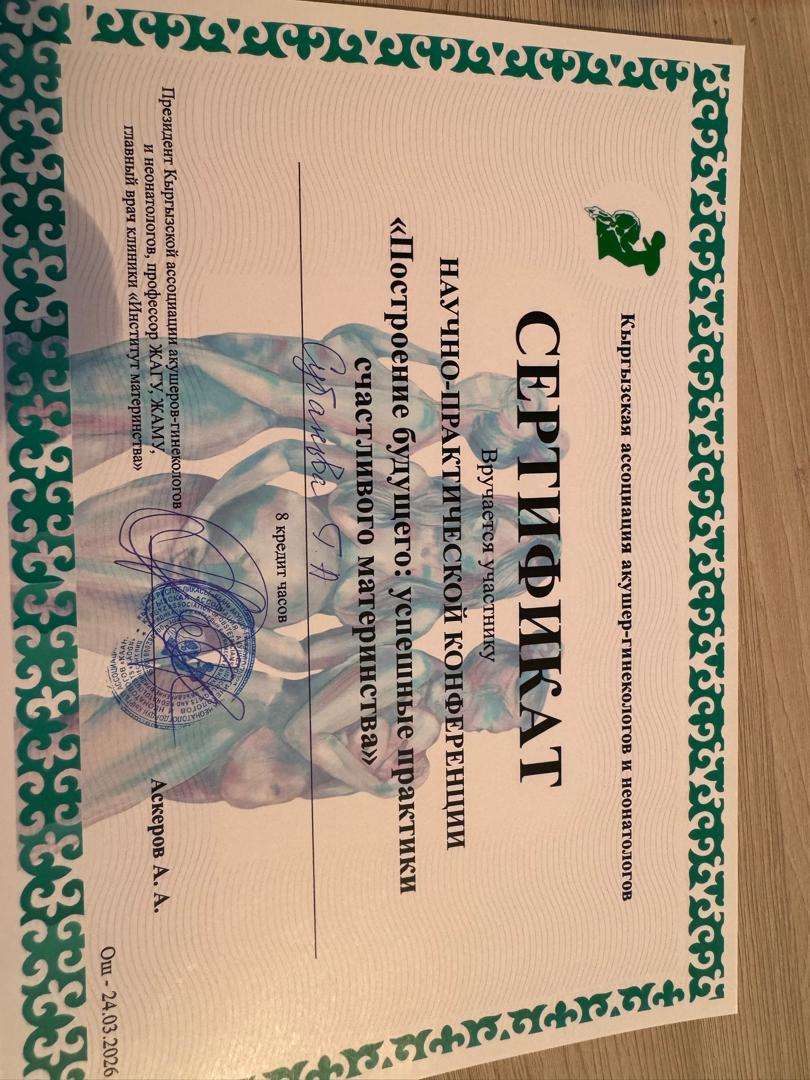 Кыргызская ассоциация акушер-гинекологов и неонатологов
СЕРТИФИКАТ
Вручается участнику
НАУЧНО-ПРАКТИЧЕСКОЙ КОНФЕРЕНЦИИ
«Построение будущего: успешные практики
счастливого материнства»
Субанова Г.А
8 кредит часов
Президент Кыргызской ассоциации акушеров-гинекологов
и неонатологов, профессор ЖАГУ, ЖАМУ,
главный врач клиники «Институт материнства»
Аскеров А. А.
Ош - 24.03.2026